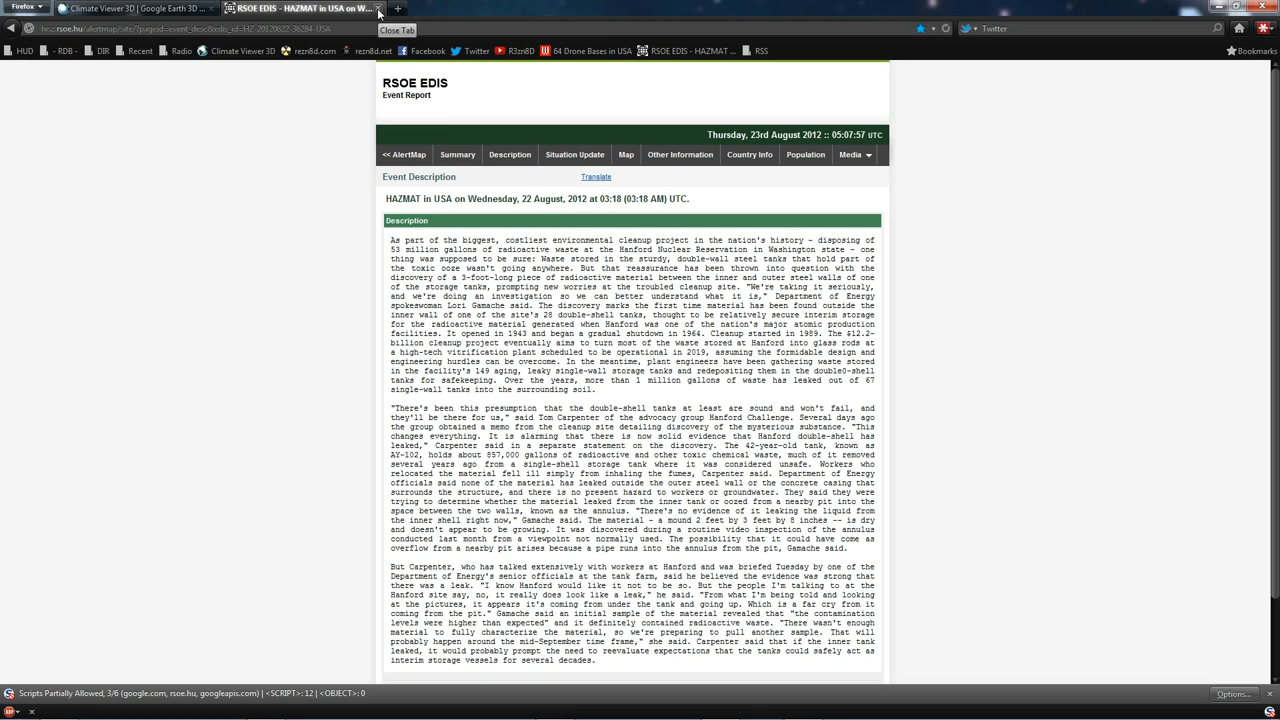 Firefox
Climate Viewer 3D | Google Earth 3D ...
RSOE EDIS - HAZMAT in USA on W...
hisz.rsoe.hu/alertmap/site/?pageid=event_desc&edis_id=HZ-20120822-36284-USA
Close Tab
Twitter
HUD
- RDB -
DIR
Recent
Radio
Climate Viewer 3D
rezn8d.com
rezn8d.net
Facebook
Twitter
R3zn8D
64 Drone Bases in USA
RSOE EDIS - HAZMAT ...
RSS
Bookmarks
RSOE EDIS
Event Report
Thursday, 23rd August 2012 :: 05:07:57 UTC
<< AlertMap
Summary
Description
Situation Update
Map
Other Information
Country Info
Population
Media
Event Description
Translate
HAZMAT in USA on Wednesday, 22 August, 2012 at 03:18 (03:18 AM) UTC.
Description
As part of the biggest, costliest environmental cleanup project in the nation's history - disposing of
53 million gallons of radioactive waste at the Hanford Nuclear Reservation in Washington state - one
thing was supposed to be sure: Waste stored in the sturdy, double-wall steel tanks that hold part of
the toxic ooze wasn't going anywhere. But that reassurance has been thrown into question with the
discovery of a 3-foot-long piece of radioactive material between the inner and outer steel walls of one
of the storage tanks, prompting new worries at the troubled cleanup site. "We're taking it seriously,
and we're doing an investigation so we can better understand what it is," Department of Energy
spokeswoman Lori Gamache said. The discovery marks the first time material has been found outside the
inner wall of one of the site's 28 double-shell tanks, thought to be relatively secure interim storage
for the radioactive material generated when Hanford was one of the nation's major atomic production
facilities. It opened in 1943 and began a gradual shutdown in 1964. Cleanup started in 1989. The $12.2-
billion cleanup project eventually aims to turn most of the waste stored at Hanford into glass rods at
a high-tech vitrification plant scheduled to be operational in 2019, assuming the formidable design and
engineering hurdles can be overcome. In the meantime, plant engineers have been gathering waste stored
in the facility's 149 aging, leaky single-wall storage tanks and redepositing them in the double0-shell
tanks for safekeeping. Over the years, more than 1 million gallons of waste has leaked out of 67
single-wall tanks into the surrounding soil.
"There's been this presumption that the double-shell tanks at least are sound and won't fail, and
they'll be there for us," said Tom Carpenter of the advocacy group Hanford Challenge. Several days ago
the group obtained a memo from the cleanup site detailing discovery of the mysterious substance. "This
changes everything. It is alarming that there is now solid evidence that Hanford double-shell has
leaked," Carpenter said in a separate statement on the discovery. The 42-year-old tank, known as
AY-102, holds about 857,000 gallons of radioactive and other toxic chemical waste, much of it removed
several years ago from a single-shell storage tank where it was considered unsafe. Workers who
relocated the material fell ill simply from inhaling the fumes, Carpenter said. Department of Energy
officials said none of the material has leaked outside the outer steel wall or the concrete casing that
surrounds the structure, and there is no present hazard to workers or groundwater. They said they were
trying to determine whether the material leaked from the inner tank or oozed from a nearby pit into the
space between the two walls, known as the annulus. "There's no evidence of it leaking the liquid from
the inner shell right now," Gamache said. The material - a mound 2 feet by 3 feet by 8 inches -- is dry
and doesn't appear to be growing. It was discovered during a routine video inspection of the annulus
conducted last month from a viewpoint not normally used. The possibility that it could have come as
overflow from a nearby pit arises because a pipe runs into the annulus from the pit, Gamache said.
But Carpenter, who has talked extensively with workers at Hanford and was briefed Tuesday by one of the
Department of Energy's senior officials at the tank farm, said he believed the evidence was strong that
there was a leak. "I know Hanford would like it not to be so. But the people I'm talking to at the
Hanford site say, no, it really does look like a leak," he said. "From what I'm being told and looking
at the pictures, it appears it's coming from under the tank and going up. Which is a far cry from it
coming from the pit." Gamache said an initial sample of the material revealed that "the contamination
levels were higher than expected" and it definitely contained radioactive waste. "There wasn't enough
material to fully characterize the material, so we're preparing to pull another sample. That will
probably happen around the mid-September time frame," she said. Carpenter said that if the inner tank
leaked, it would probably prompt the need to reevaluate expectations that the tanks could safely act as
interim storage vessels for several decades.
Scripts Partially Allowed, 3/6 (google.com, rsoe.hu, googleapis.com) | <SCRIPT>: 12 | <OBJECT>: 0
Options...